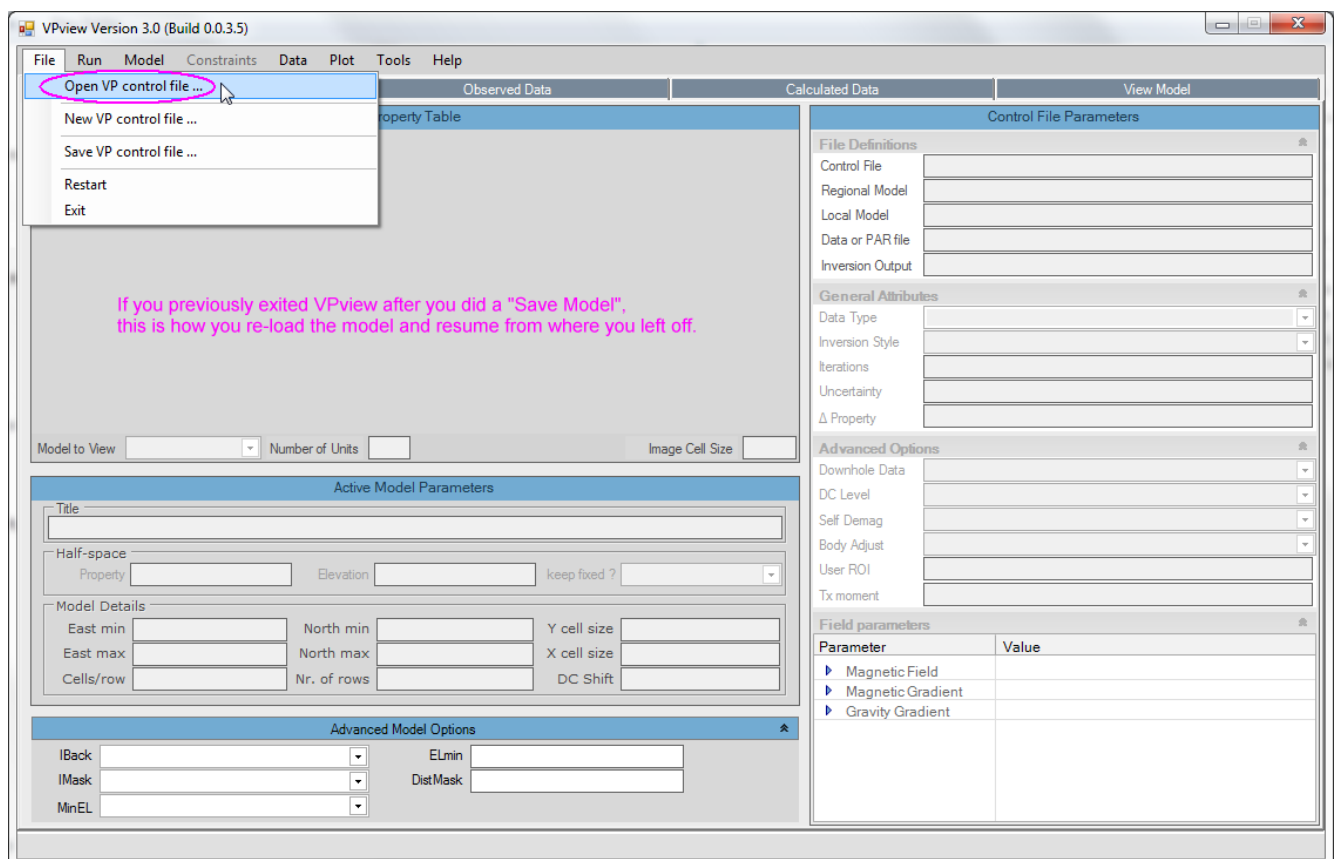 VPview Version 3.0 (Build 0.0.3.5)
File Run Model Constraints Data Plot Tools Help
Open VP control file ...
New VP control file ...
Save VP control file ...
Restart
Exit
Observed Data Calculated Data View Model
roperty Table
If you previously exited VPview after you did a "Save Model",
this is how you re-load the model and resume from where you left off.
Model to View Number of Units Image Cell Size
Active Model Parameters
Title
Half-space
Property Elevation keep fixed ?
Model Details
East min North min Y cell size
East max North max X cell size
Cells/row Nr. of rows DC Shift
Advanced Model Options
IBack ELmin
IMask DistMask
MinEL
Control File Parameters
File Definitions
Control File
Regional Model
Local Model
Data or PAR file
Inversion Output
General Attributes
Data Type
Inversion Style
Iterations
Uncertainty
Δ Property
Advanced Options
Downhole Data
DC Level
Self Demag
Body Adjust
User ROI
Tx moment
Field parameters
Parameter Value
Magnetic Field
Magnetic Gradient
Gravity Gradient